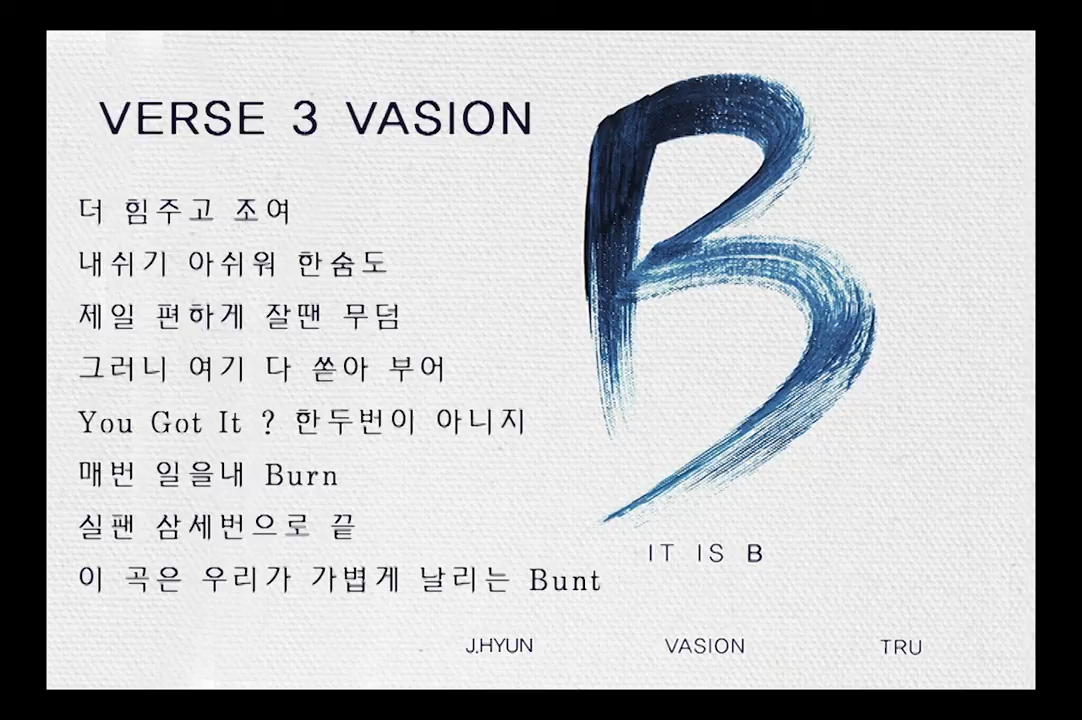 VERSE 3 VASION
더 힘주고 조여
내쉬기 아쉬워 한숨도
제일 편하게 잘땐 무덤
그러니 여기 다 쏟아 부어
You Got It ? 한두번이 아니지
매번 일을내 Burn
실팬 삼세번으로 끝
이 곡은 우리가 가볍게 날리는 Bunt
B
IT IS B
J.HYUN VASION TRU